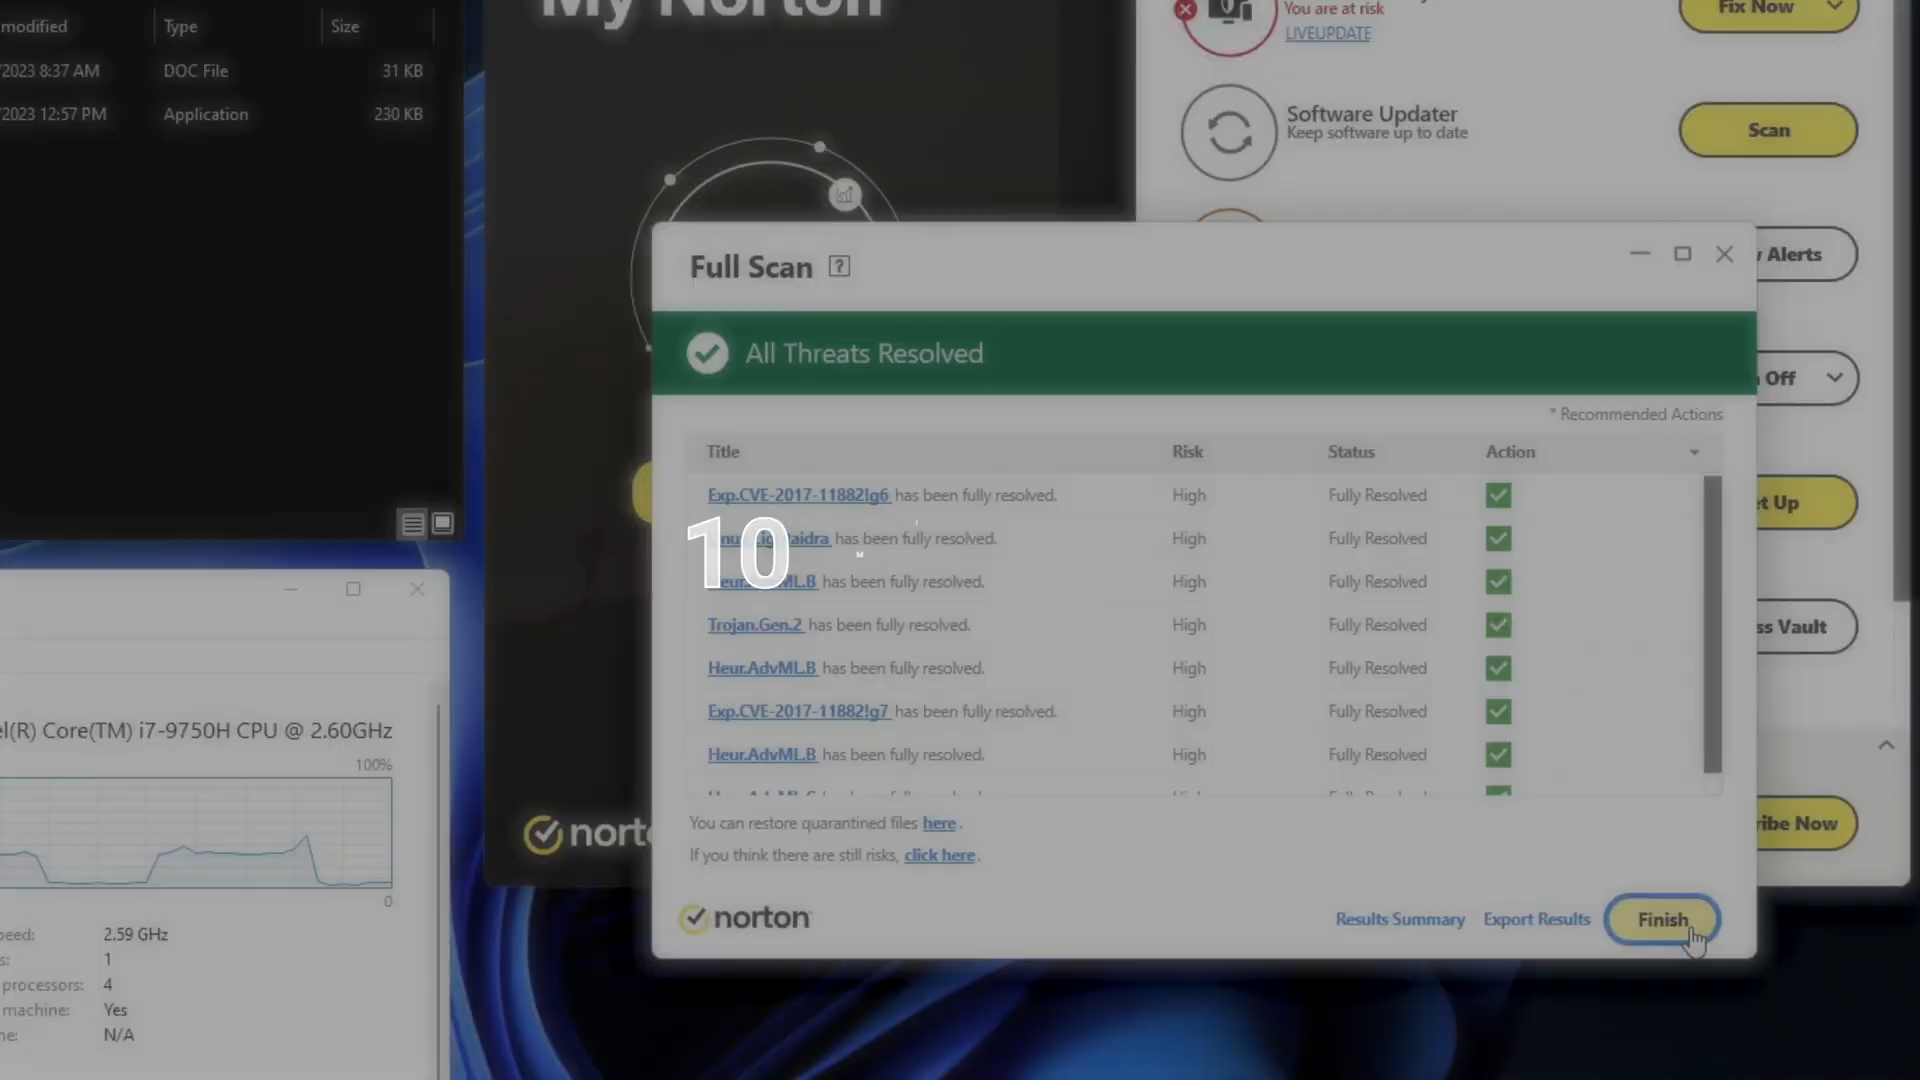 modified Type Size
/2023 8:37 AM DOC File 31 KB
/2023 12:57 PM Application 230 KB
My Norton
You are at risk
LIVEUPDATE
Fix Now
Software Updater
Keep software up to date
Scan
Alerts
Off
Up
Vault
Now
Full Scan ?
All Threats Resolved
* Recommended Actions
Title Risk Status Action
Exp.CVE-2017-11882!g6 has been fully resolved. High Fully Resolved
has been fully resolved. High Fully Resolved
has been fully resolved. High Fully Resolved
Trojan.Gen.2 has been fully resolved. High Fully Resolved
Heur.AdvML.B has been fully resolved. High Fully Resolved
Exp.CVE-2017-11882!g7 has been fully resolved. High Fully Resolved
Heur.AdvML.B has been fully resolved. High Fully Resolved
10
You can restore quarantined files here .
If you think there are still risks, click here .
norton
Results Summary Export Results Finish
norto
el(R) Core(TM) i7-9750H CPU @ 2.60GHz
100%
0
peed: 2.59 GHz
s: 1
processors: 4
machine: Yes
ne: N/A